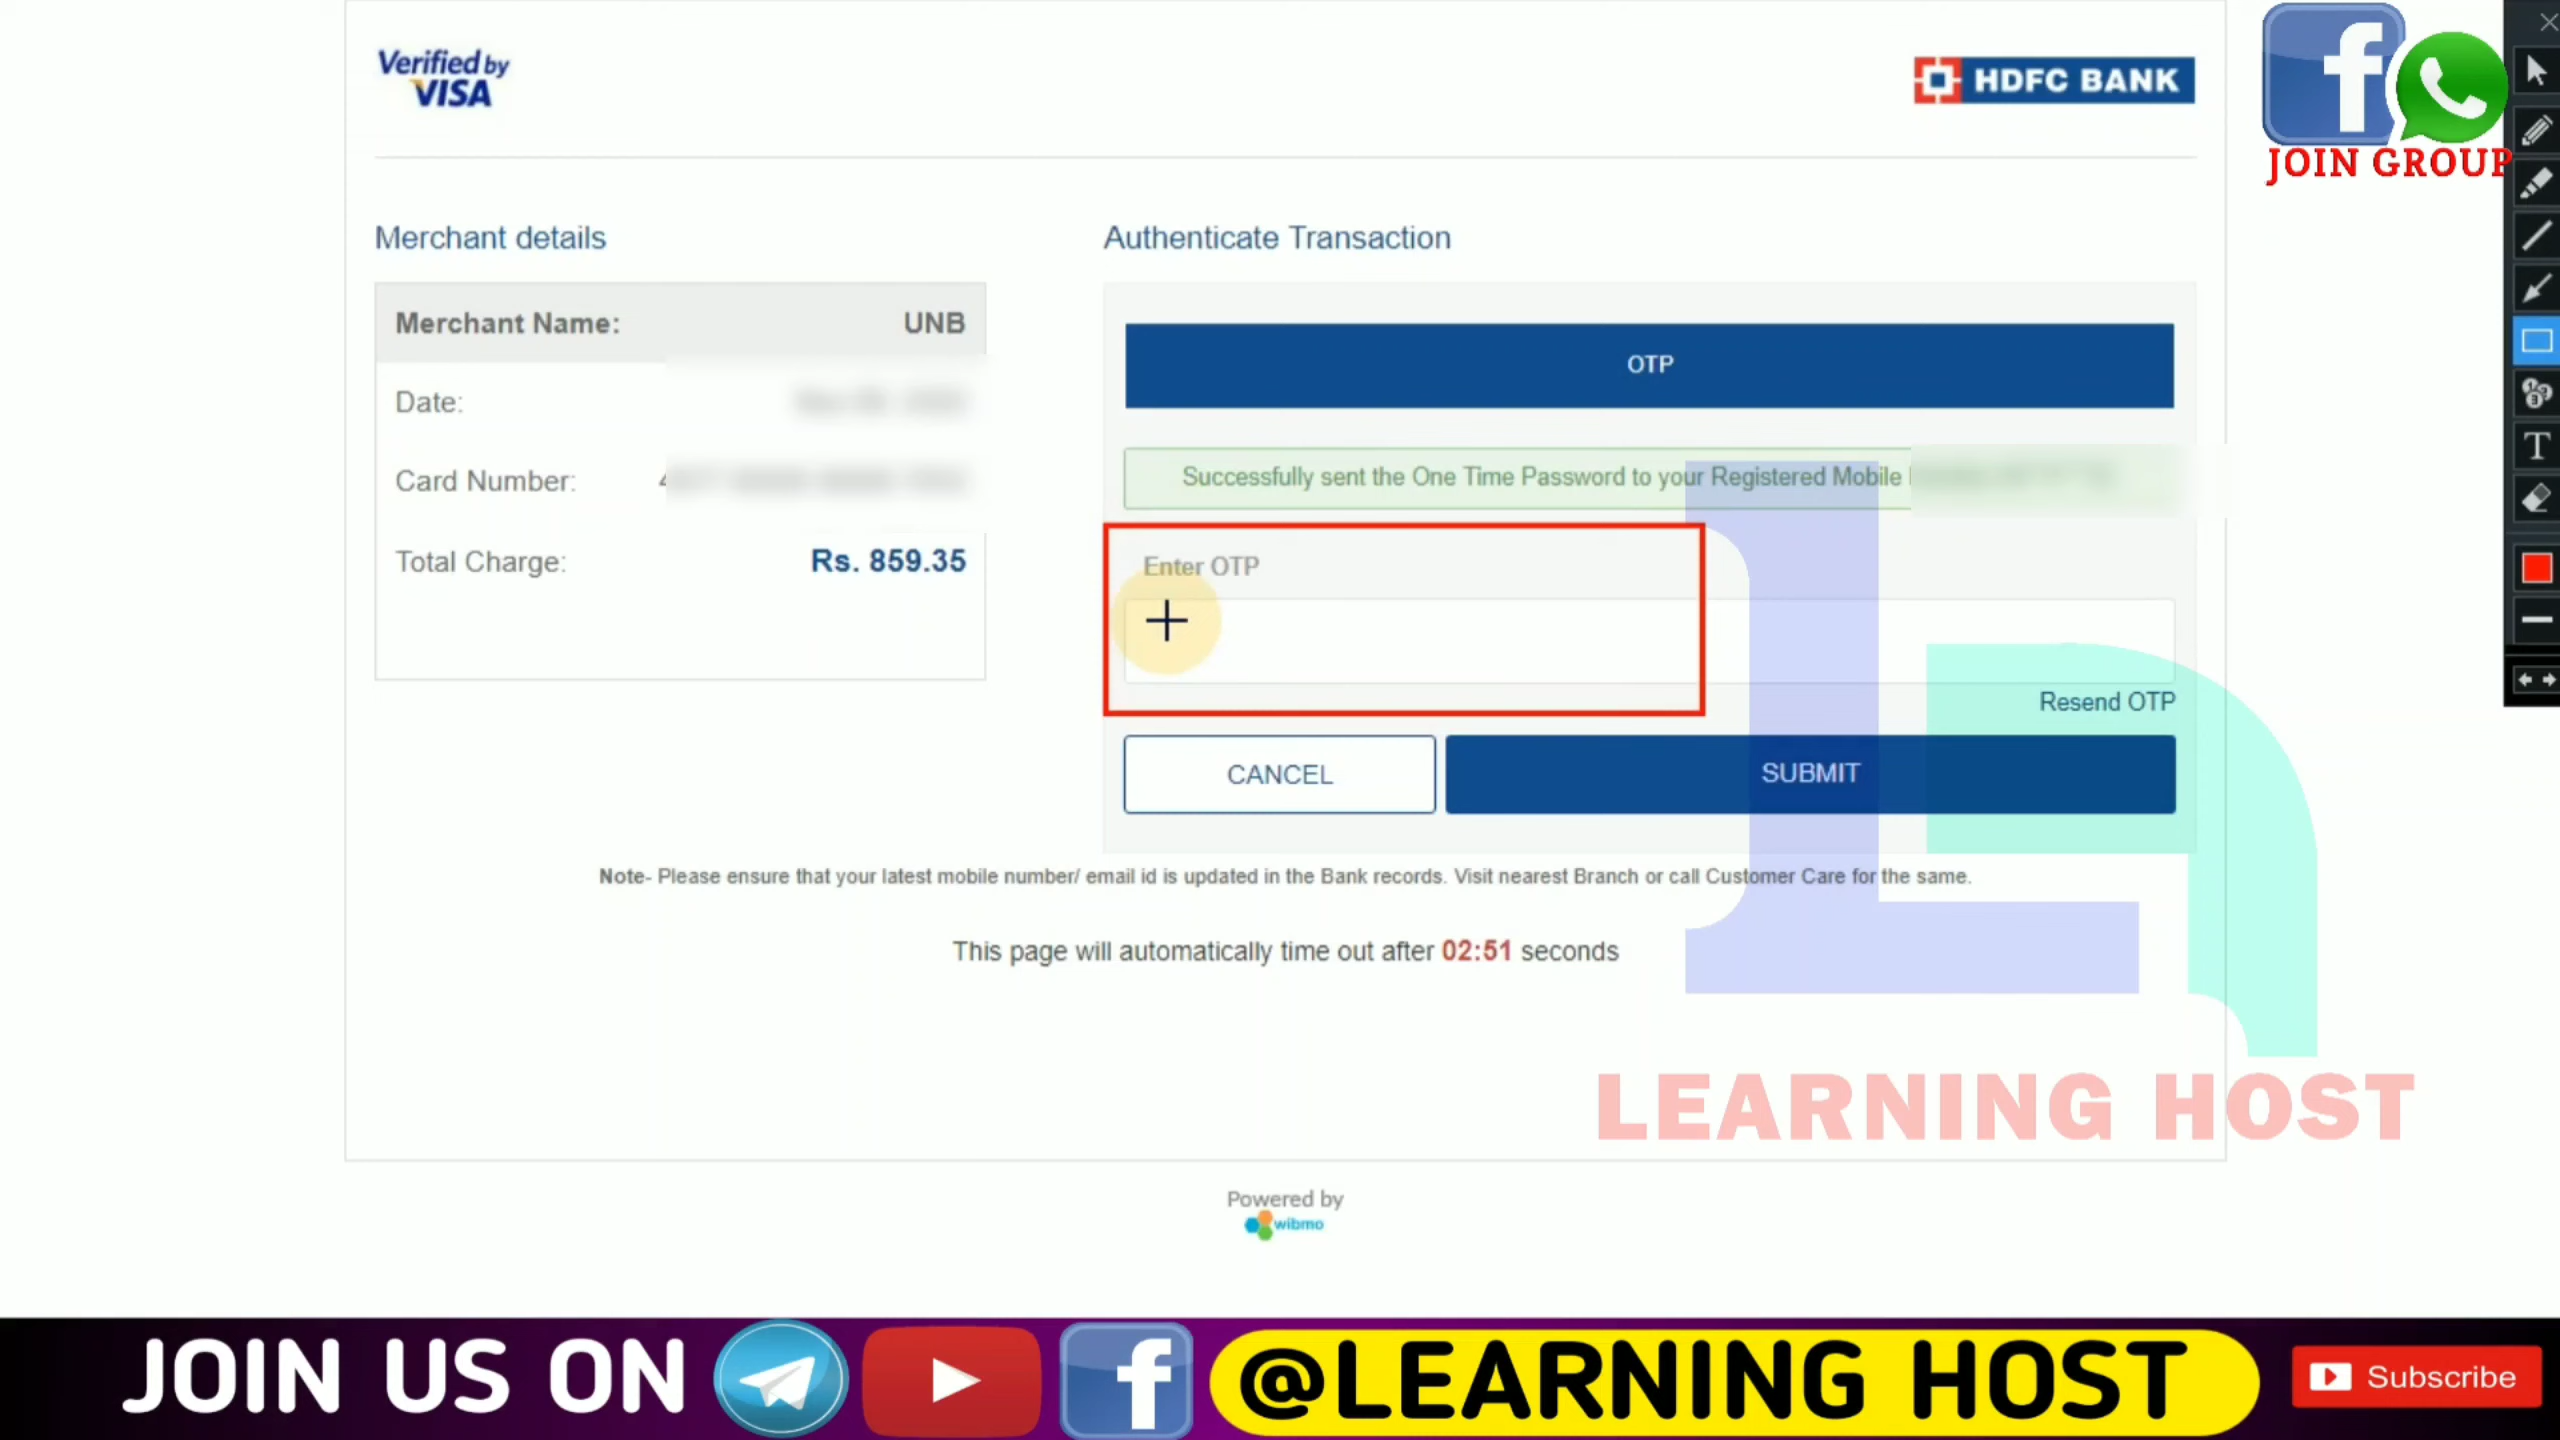 Verified by
VISA
HDFC BANK
JOIN GROUP
Merchant details
Authenticate Transaction
Merchant Name: UNB
Date:
Card Number: 4
Total Charge: Rs. 859.35
OTP
Successfully sent the One Time Password to your Registered Mobile
Enter OTP
Resend OTP
CANCEL
SUBMIT
Note- Please ensure that your latest mobile number/ email id is updated in the Bank records. Visit nearest Branch or call Customer Care for the same.
This page will automatically time out after 02:51 seconds
LEARNING HOST
Powered by
wibmo
JOIN US ON
@LEARNING HOST
Subscribe